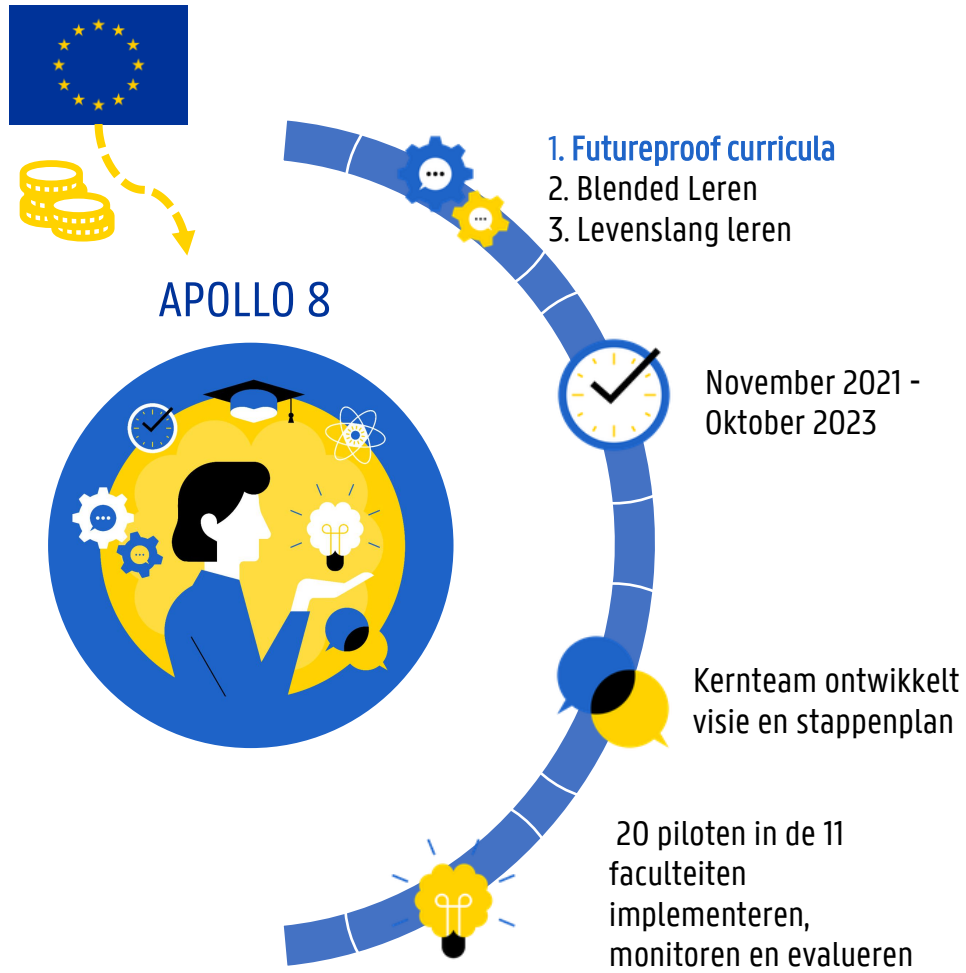 1. Futureproof curricula
2. Blended Leren
3. Levenslang leren
APOLLO 8
November 2021 -
Oktober 2023
Kernteam ontwikkelt
visie en stappenplan
20 piloten in de 11
faculteiten
implementeren,
monitoren en evalueren